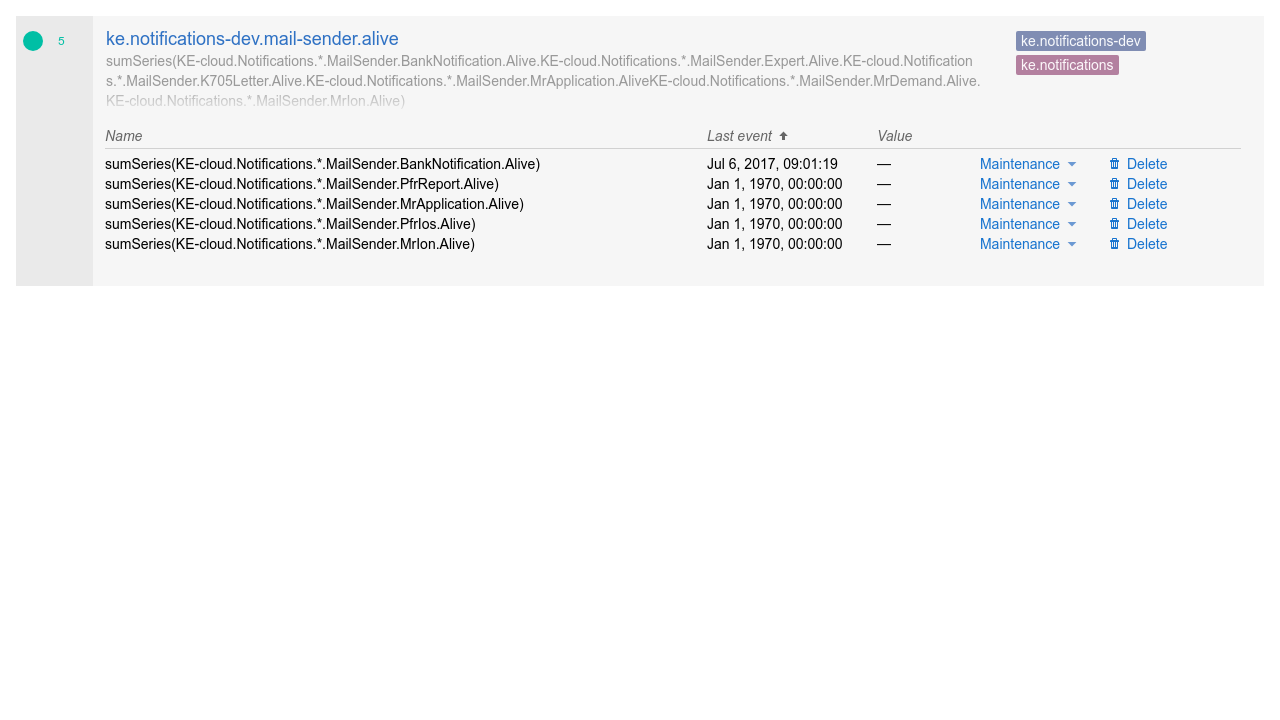 5
ke.notifications-dev.mail-sender.alive
ke.notifications-dev
ke.notifications
sumSeries(KE-cloud.Notifications.*.MailSender.BankNotification.Alive.KE-cloud.Notifications.*.MailSender.Expert.Alive.KE-cloud.Notification
s.*.MailSender.K705Letter.Alive.KE-cloud.Notifications.*.MailSender.MrApplication.AliveKE-cloud.Notifications.*.MailSender.MrDemand.Alive.
KE-cloud.Notifications.*.MailSender.MrIon.Alive)
Name Last event Value
sumSeries(KE-cloud.Notifications.*.MailSender.BankNotification.Alive) Jul 6, 2017, 09:01:19 — Maintenance Delete
sumSeries(KE-cloud.Notifications.*.MailSender.PfrReport.Alive) Jan 1, 1970, 00:00:00 — Maintenance Delete
sumSeries(KE-cloud.Notifications.*.MailSender.MrApplication.Alive) Jan 1, 1970, 00:00:00 — Maintenance Delete
sumSeries(KE-cloud.Notifications.*.MailSender.PfrIos.Alive) Jan 1, 1970, 00:00:00 — Maintenance Delete
sumSeries(KE-cloud.Notifications.*.MailSender.MrIon.Alive) Jan 1, 1970, 00:00:00 — Maintenance Delete